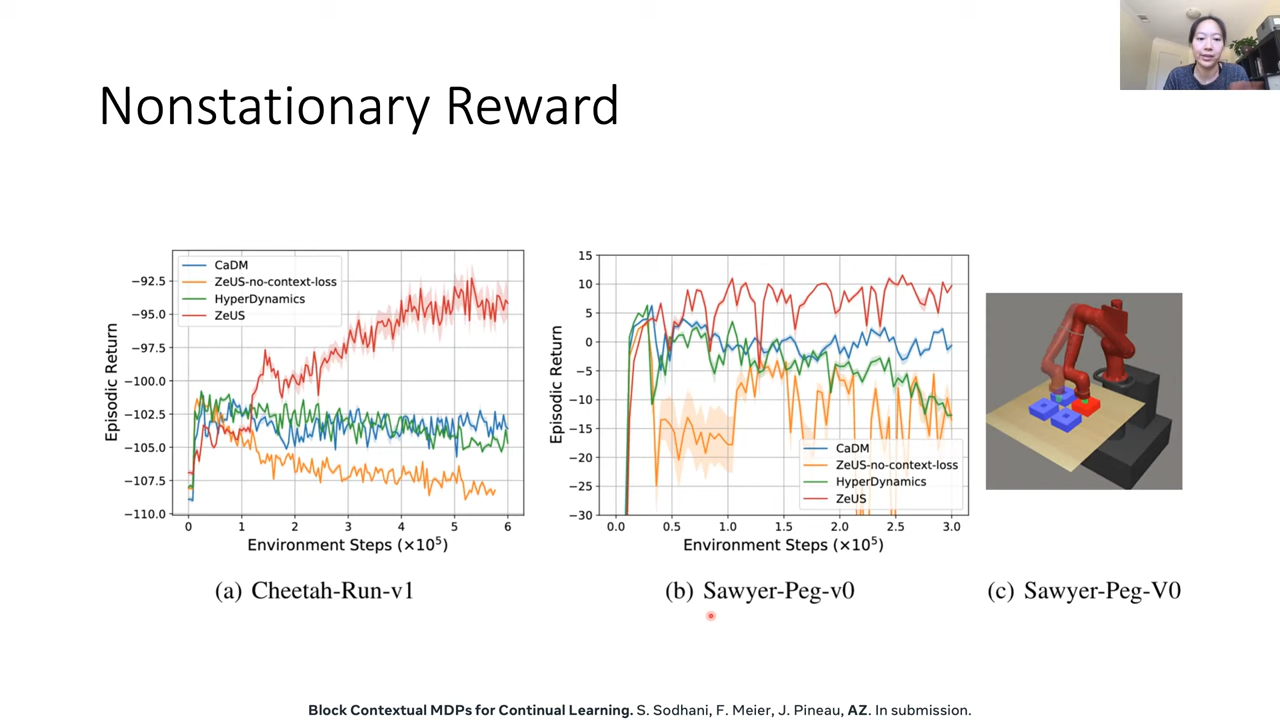 Nonstationary Reward
CaDM
ZeUS-no-context-loss
HyperDynamics
ZeUS
−92.5
−95.0
−97.5
−100.0
−102.5
−105.0
−107.5
−110.0
Episodic Return
0 1 2 3 4 5 6
Environment Steps (×10⁵)
(a) Cheetah-Run-v1
15
10
5
0
−5
−10
−15
−20
−25
−30
Episodic Return
CaDM
ZeUS-no-context-loss
HyperDynamics
ZeUS
0.0 0.5 1.0 1.5 2.0 2.5 3.0
Environment Steps (×10⁵)
(b) Sawyer-Peg-v0
(c) Sawyer-Peg-V0
Block Contextual MDPs for Continual Learning. S. Sodhani, F. Meier, J. Pineau, AZ. In submission.